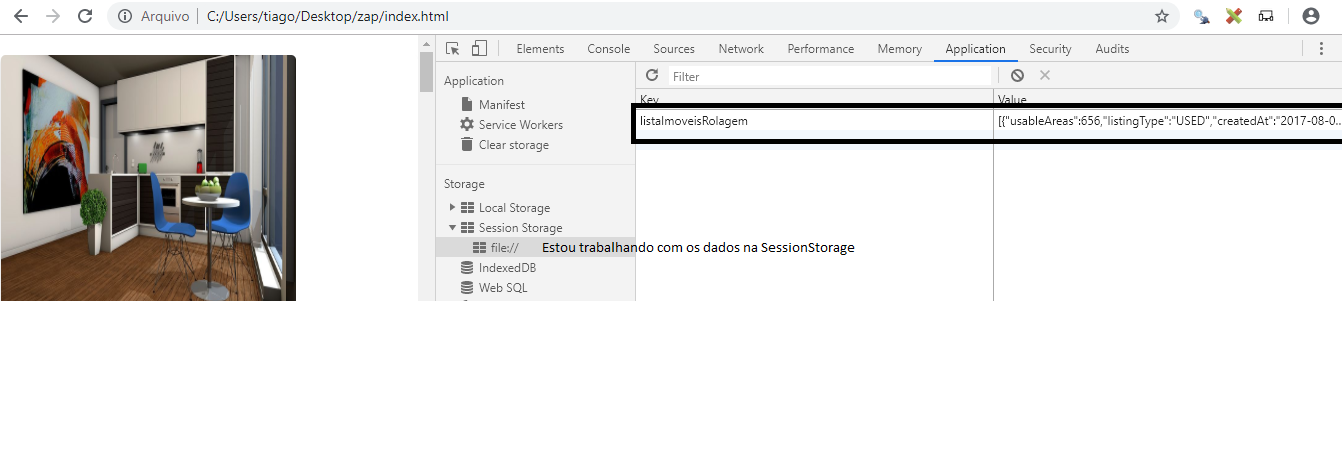 Arquivo C:/Users/tiago/Desktop/zap/index.html
Elements Console Sources Network Performance Memory Application Security Audits
Application
Manifest
Service Workers
Clear storage
Storage
Local Storage
Session Storage
file://
IndexedDB
Web SQL
Filter
Key Value
listaImoveisRolagem [{"usableAreas":656,"listingType":"USED","createdAt":"2017-08-0...
Estou trabalhando com os dados na SessionStorage